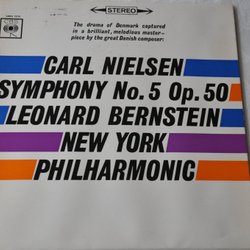 STEREO
CBS
The drama of Denmark captured
in a brilliant, melodious master-
piece by the great Danish composer:
CARL NIELSEN
SYMPHONY No. 5 Op. 50
LEONARD BERNSTEIN
NEW YORK
PHILHARMONIC